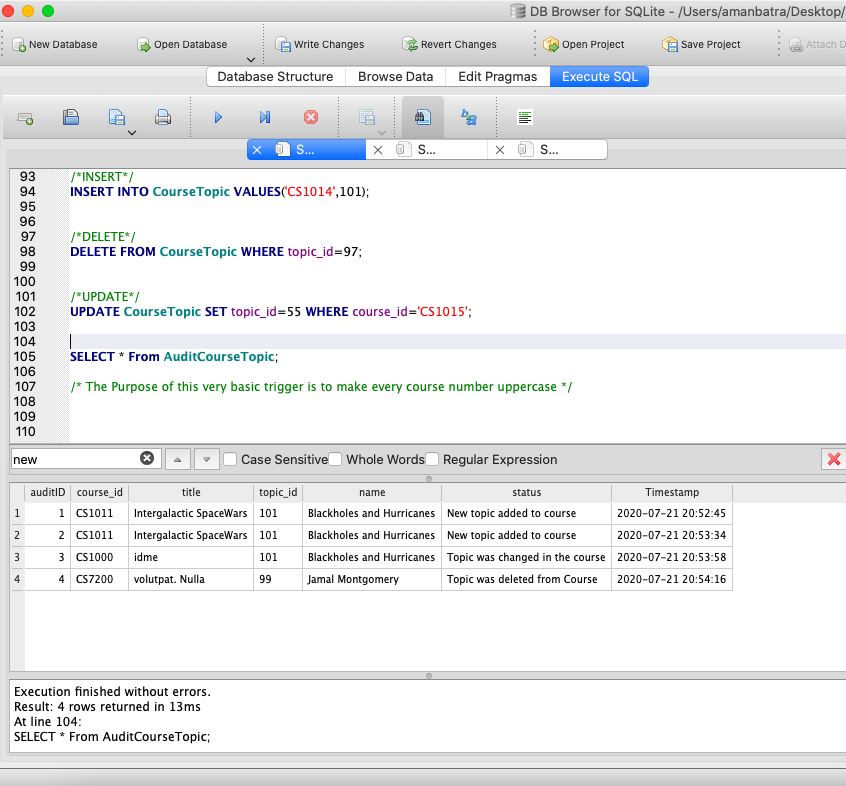 DB Browser for SQLite - /Users/amanbatra/Desktop/
New Database Open Database Write Changes Revert Changes Open Project Save Project Attach D
Database Structure Browse Data Edit Pragmas Execute SQL
S... S... S...
93 /*INSERT*/
94 INSERT INTO CourseTopic VALUES('CS1014',101);
95
96
97 /*DELETE*/
98 DELETE FROM CourseTopic WHERE topic_id=97;
99
100
101 /*UPDATE*/
102 UPDATE CourseTopic SET topic_id=55 WHERE course_id='CS1015';
103
104
105 SELECT * From AuditCourseTopic;
106
107 /* The Purpose of this very basic trigger is to make every course number uppercase */
108
109
110
new Case Sensitive Whole Words Regular Expression
auditID course_id title topic_id name status Timestamp
1 1 CS1011 Intergalactic SpaceWars 101 Blackholes and Hurricanes New topic added to course 2020-07-21 20:52:45
2 2 CS1011 Intergalactic SpaceWars 101 Blackholes and Hurricanes New topic added to course 2020-07-21 20:53:34
3 3 CS1000 idme 101 Blackholes and Hurricanes Topic was changed in the course 2020-07-21 20:53:58
4 4 CS7200 volutpat. Nulla 99 Jamal Montgomery Topic was deleted from Course 2020-07-21 20:54:16
Execution finished without errors.
Result: 4 rows returned in 13ms
At line 104:
SELECT * From AuditCourseTopic;